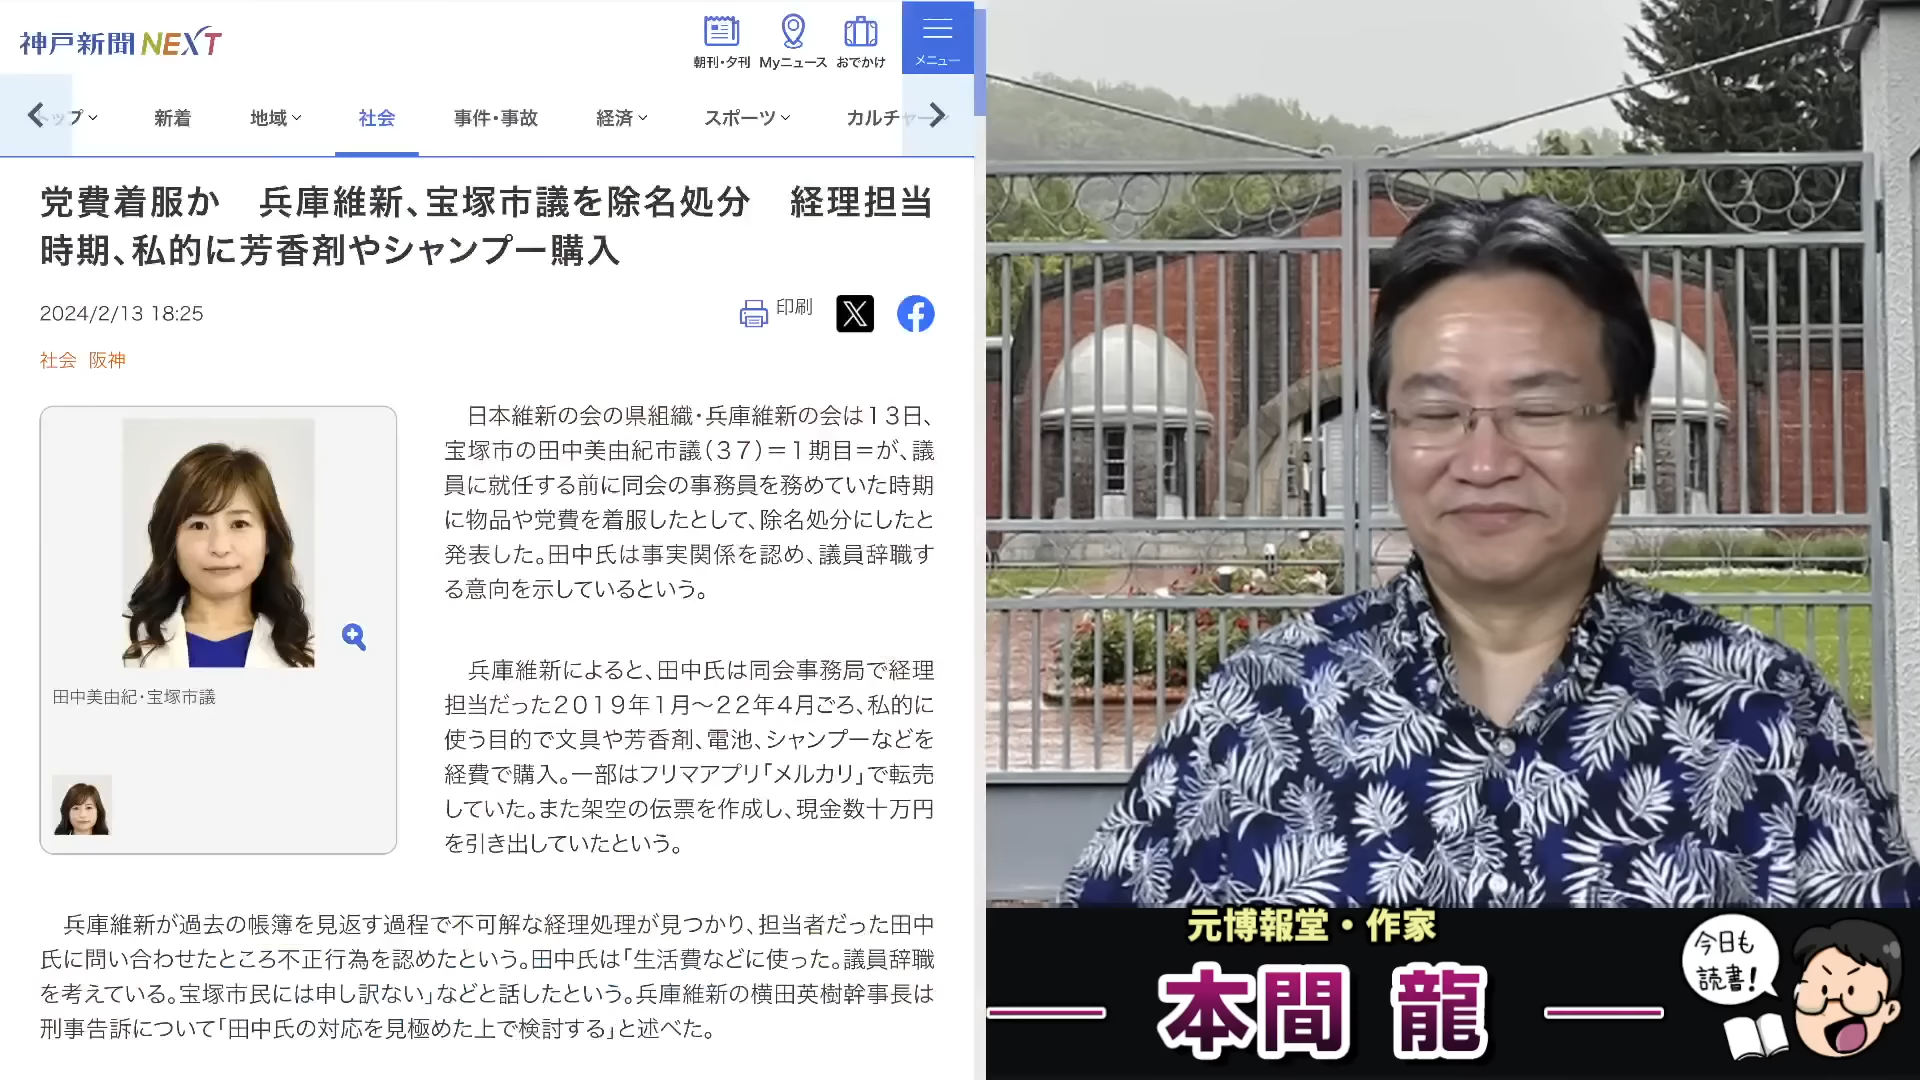 神戸新聞NEXT
朝刊・夕刊 Myニュース おでかけ メニュー
ップ 新着 地域 社会 事件・事故 経済 スポーツ カルチャー
党費着服か　兵庫維新、宝塚市議を除名処分　経理担当
時期、私的に芳香剤やシャンプー購入
2024/2/13 18:25
印刷
社会 阪神
日本維新の会の県組織・兵庫維新の会は１３日、
宝塚市の田中美由紀市議（３７）＝１期目＝が、議
員に就任する前に同会の事務員を務めていた時期
に物品や党費を着服したとして、除名処分にしたと
発表した。田中氏は事実関係を認め、議員辞職す
る意向を示しているという。
田中美由紀・宝塚市議
兵庫維新によると、田中氏は同会事務局で経理
担当だった２０１９年１月～２２年４月ごろ、私的に
使う目的で文具や芳香剤、電池、シャンプーなどを
経費で購入。一部はフリマアプリ「メルカリ」で転売
していた。また架空の伝票を作成し、現金数十万円
を引き出していたという。
兵庫維新が過去の帳簿を見返す過程で不可解な経理処理が見つかり、担当者だった田中
氏に問い合わせたところ不正行為を認めたという。田中氏は「生活費などに使った。議員辞職
を考えている。宝塚市民には申し訳ない」などと話したという。兵庫維新の横田英樹幹事長は
刑事告訴について「田中氏の対応を見極めた上で検討する」と述べた。
元博報堂・作家
本間 龍
今日も
読書！